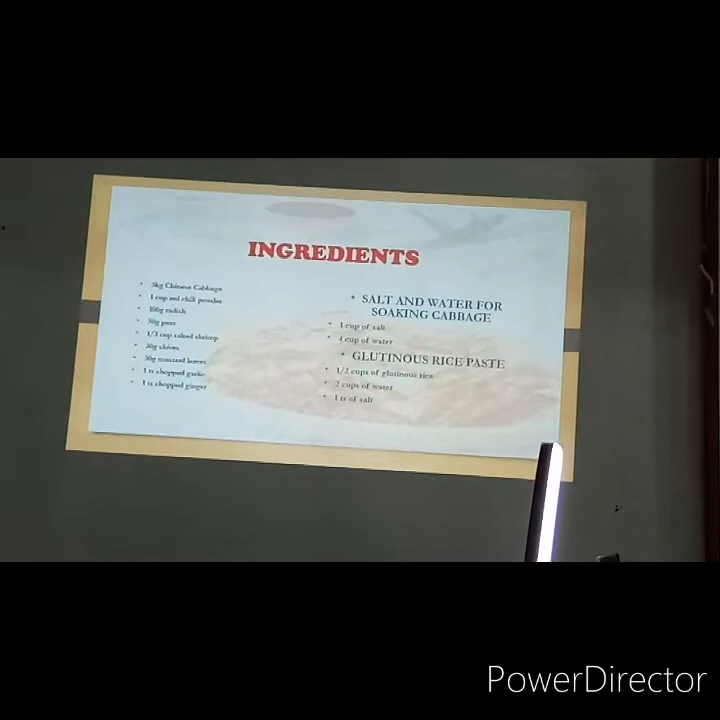 INGREDIENTS
• 3kg Chinese Cabbage
• 1 cup red chili powder
• 100g radish
• 50g pear
• 1/3 cup salted shrimp
• 20g chives
• 30g mustard leaves
• 1 ts chopped garlic
• 1 ts chopped ginger
• SALT AND WATER FOR
SOAKING CABBAGE
• 1 cup of salt
• 4 cup of water
• GLUTINOUS RICE PASTE
• 1/2 cups of glutinous rice
• 2 cups of water
• 1 ts of salt
PowerDirector